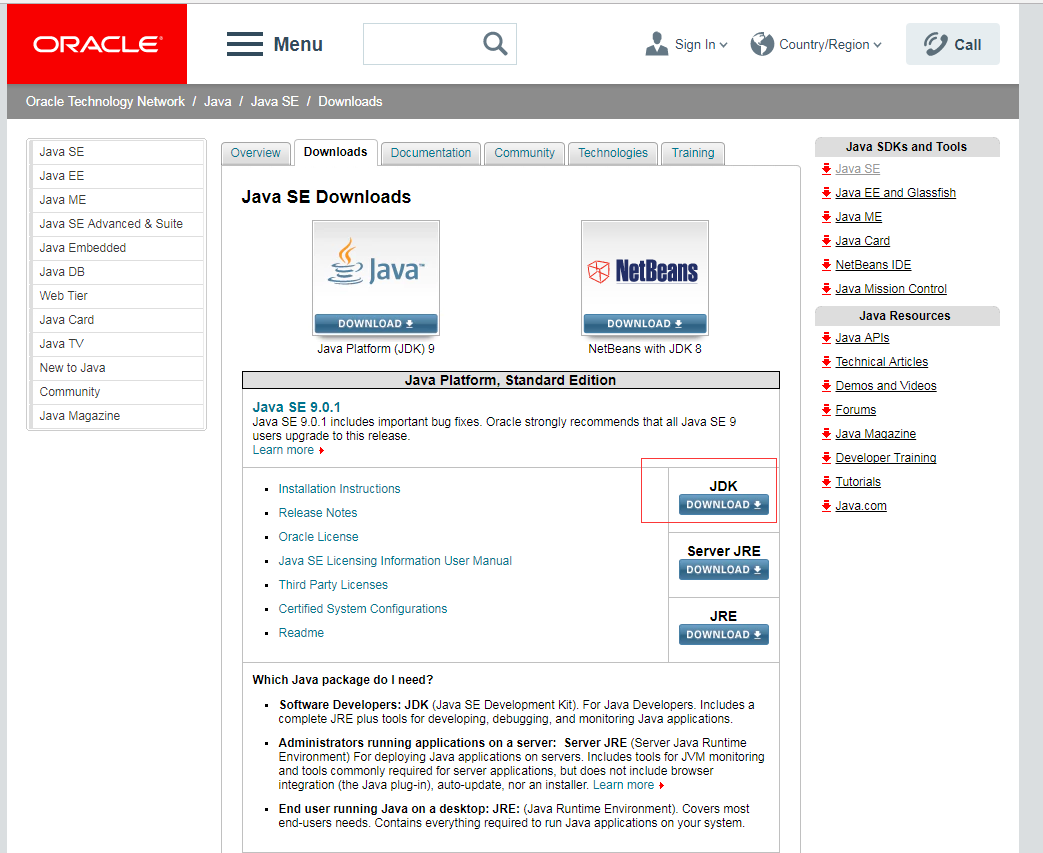 ORACLE
Menu
Sign In
Country/Region
Call
Oracle Technology Network / Java / Java SE / Downloads
Java SE
Java EE
Java ME
Java SE Advanced & Suite
Java Embedded
Java DB
Web Tier
Java Card
Java TV
New to Java
Community
Java Magazine
Overview
Downloads
Documentation
Community
Technologies
Training
Java SE Downloads
Java
DOWNLOAD
Java Platform (JDK) 9
NetBeans
DOWNLOAD
NetBeans with JDK 8
Java Platform, Standard Edition
Java SE 9.0.1
Java SE 9.0.1 includes important bug fixes. Oracle strongly recommends that all Java SE 9
users upgrade to this release.
Learn more
Installation Instructions
Release Notes
Oracle License
Java SE Licensing Information User Manual
Third Party Licenses
Certified System Configurations
Readme
JDK
DOWNLOAD
Server JRE
DOWNLOAD
JRE
DOWNLOAD
Which Java package do I need?
Software Developers: JDK (Java SE Development Kit). For Java Developers. Includes a
complete JRE plus tools for developing, debugging, and monitoring Java applications.
Administrators running applications on a server: Server JRE (Server Java Runtime
Environment) For deploying Java applications on servers. Includes tools for JVM monitoring
and tools commonly required for server applications, but does not include browser
integration (the Java plug-in), auto-update, nor an installer. Learn more
End user running Java on a desktop: JRE: (Java Runtime Environment). Covers most
end-users needs. Contains everything required to run Java applications on your system.
Java SDKs and Tools
Java SE
Java EE and Glassfish
Java ME
Java Card
NetBeans IDE
Java Mission Control
Java Resources
Java APIs
Technical Articles
Demos and Videos
Forums
Java Magazine
Developer Training
Tutorials
Java.com